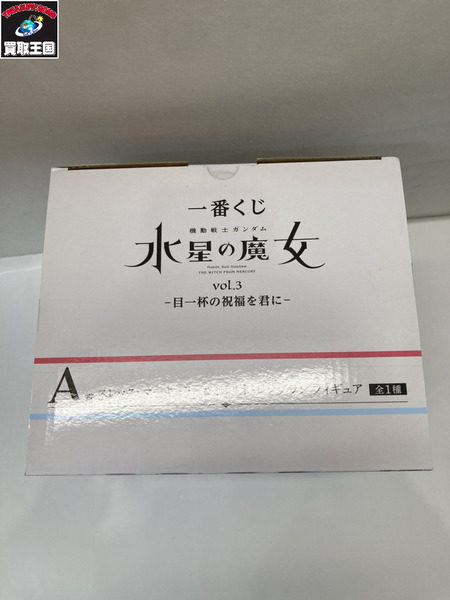 買取王国
一番くじ
機動戦士ガンダム
水星の魔女
Mobile Suit Gundam
THE WITCH FROM MERCURY
vol.3
－目一杯の祝福を君に－
A賞 フィギュア 全1種